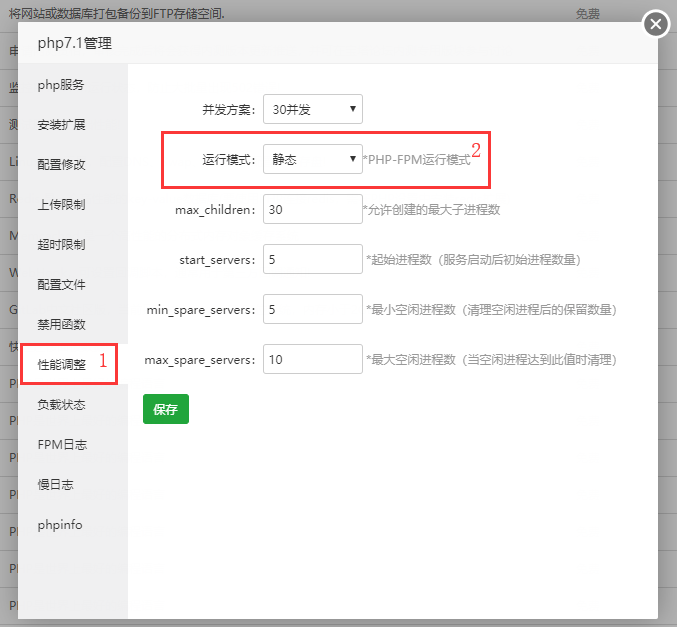 将网站或数据库打包备份到FTP存储空间. 免费
php7.1管理
php服务
安装扩展
配置修改
上传限制
超时限制
配置文件
禁用函数
性能调整 1
负载状态
FPM日志
慢日志
phpinfo
并发方案: 30并发
运行模式: 静态 *PHP-FPM运行模式 2
max_children: 30 *允许创建的最大子进程数
start_servers: 5 *起始进程数（服务启动后初始进程数量）
min_spare_servers: 5 *最小空闲进程数（清理空闲进程后的保留数量）
max_spare_servers: 10 *最大空闲进程数（当空闲进程达到此值时清理）
保存